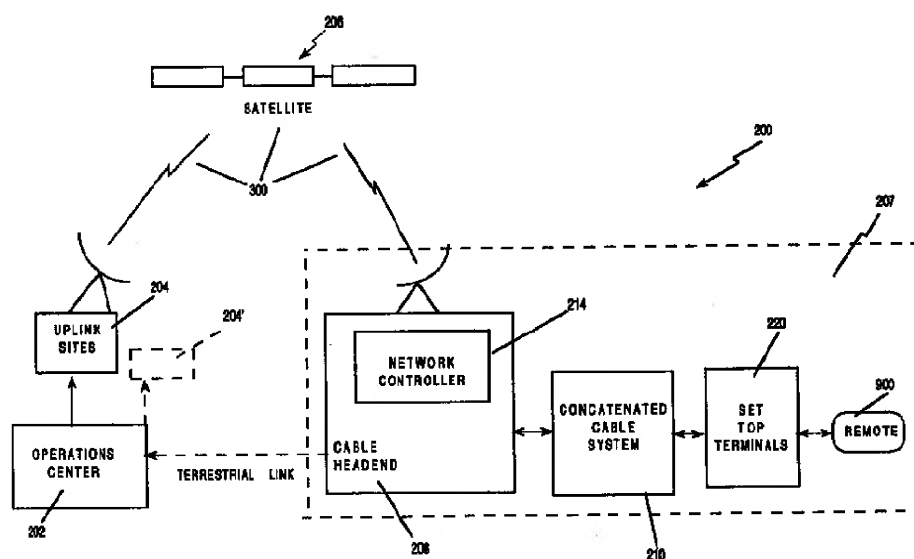 206
SATELLITE
200
300
207
204
204'
UPLINK
SITES
214
NETWORK
CONTROLLER
220
900
OPERATIONS
CENTER
202
TERRESTRIAL LINK
CABLE
HEADEND
208
CONCATENATED
CABLE
SYSTEM
210
SET
TOP
TERMINALS
REMOTE